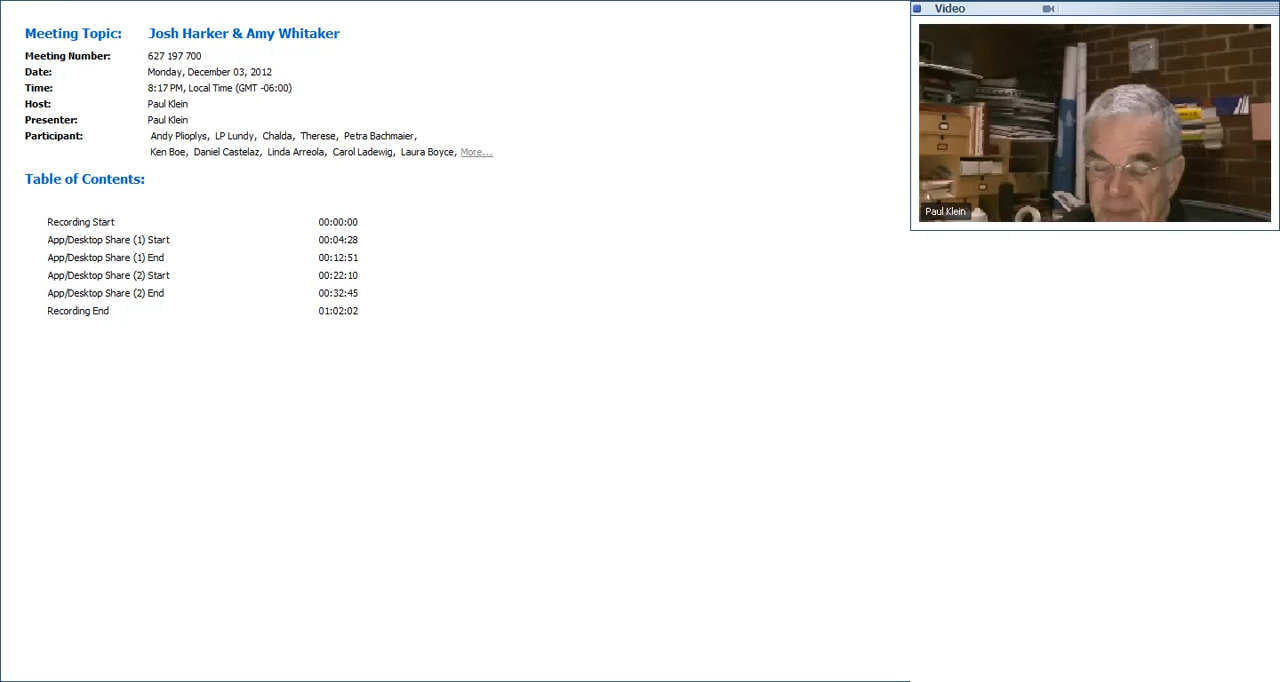 Video
Meeting Topic: Josh Harker & Amy Whitaker
Meeting Number: 627 197 700
Date: Monday, December 03, 2012
Time: 8:17 PM, Local Time (GMT -06:00)
Host: Paul Klein
Presenter: Paul Klein
Participant: Andy Plioplys, LP Lundy, Chalda, Therese, Petra Bachmaier,
Ken Boe, Daniel Castelaz, Linda Arreola, Carol Ladewig, Laura Boyce, More...
Table of Contents:
Recording Start 00:00:00
App/Desktop Share (1) Start 00:04:28
App/Desktop Share (1) End 00:12:51
App/Desktop Share (2) Start 00:22:10
App/Desktop Share (2) End 00:32:45
Recording End 01:02:02
Paul Klein